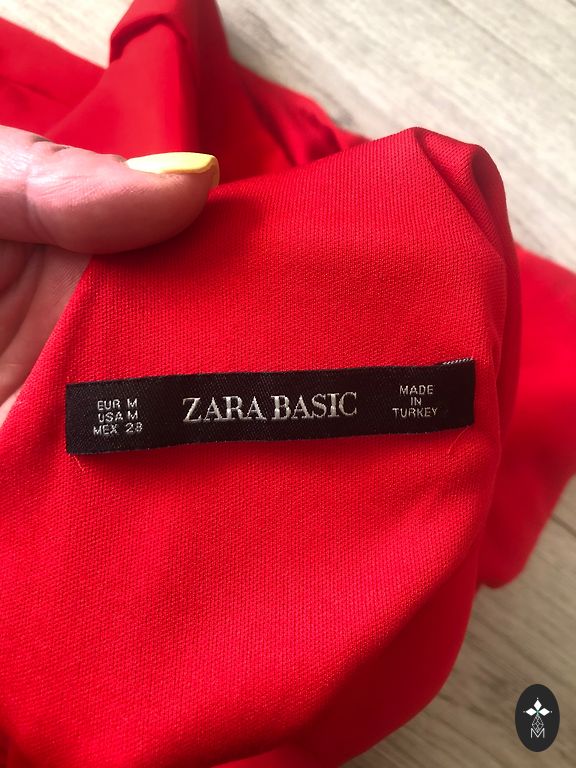 EUR M
USA M
MEX 28
ZARA BASIC
MADE
IN
TURKEY
M